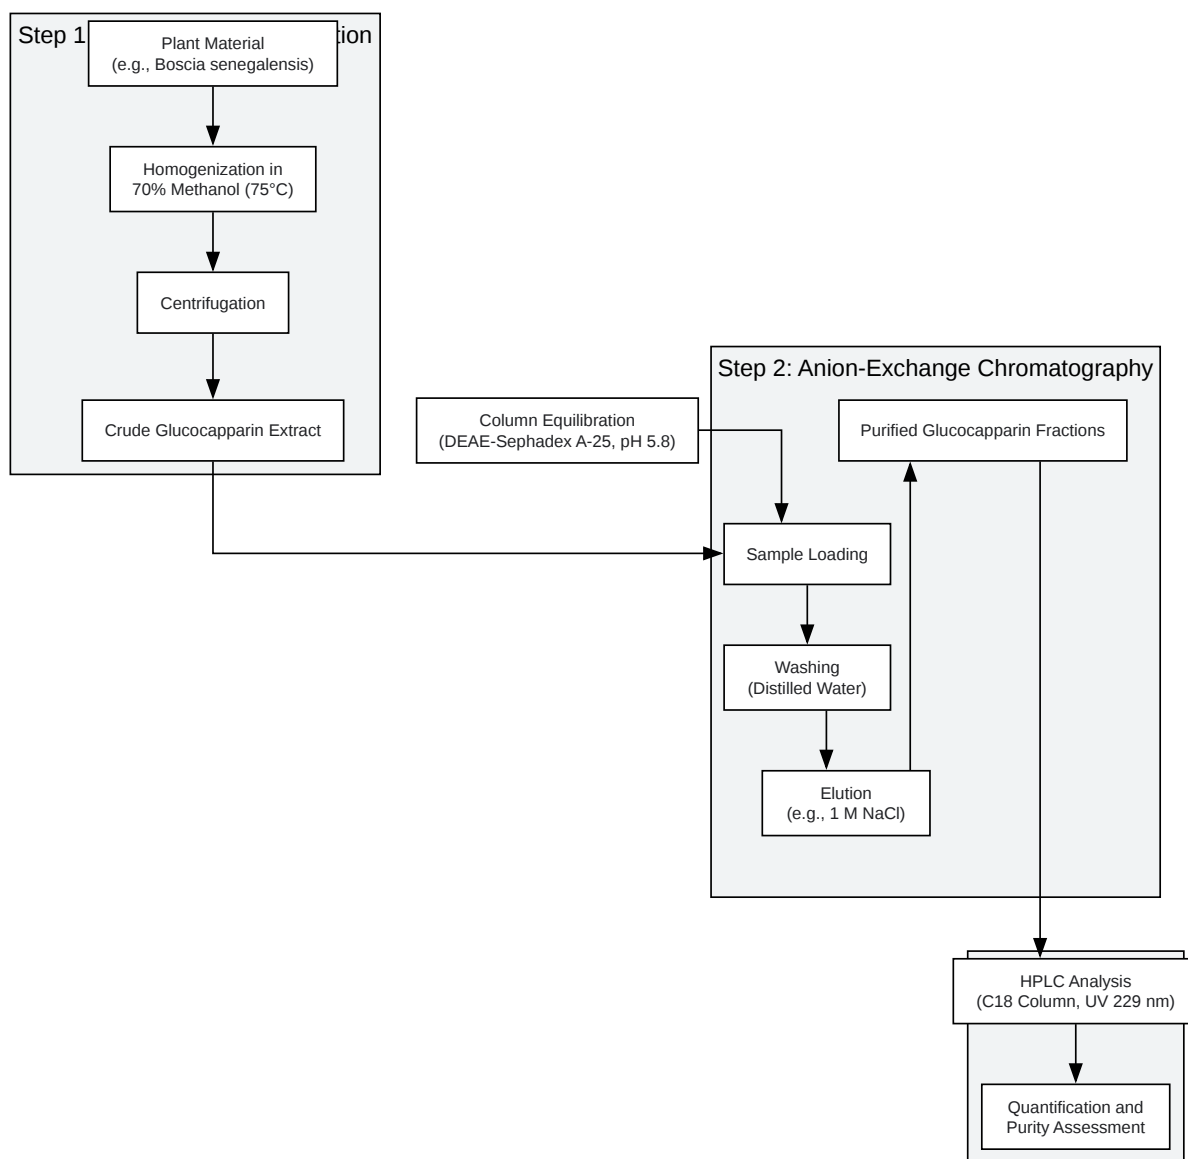 Step 1
tion
Plant Material
(e.g., Boscia senegalensis)
Homogenization in
70% Methanol (75°C)
Centrifugation
Crude Glucocapparin Extract
Column Equilibration
(DEAE-Sephadex A-25, pH 5.8)
Step 2: Anion-Exchange Chromatography
Purified Glucocapparin Fractions
Sample Loading
Washing
(Distilled Water)
Elution
(e.g., 1 M NaCl)
HPLC Analysis
(C18 Column, UV 229 nm)
Quantification and
Purity Assessment